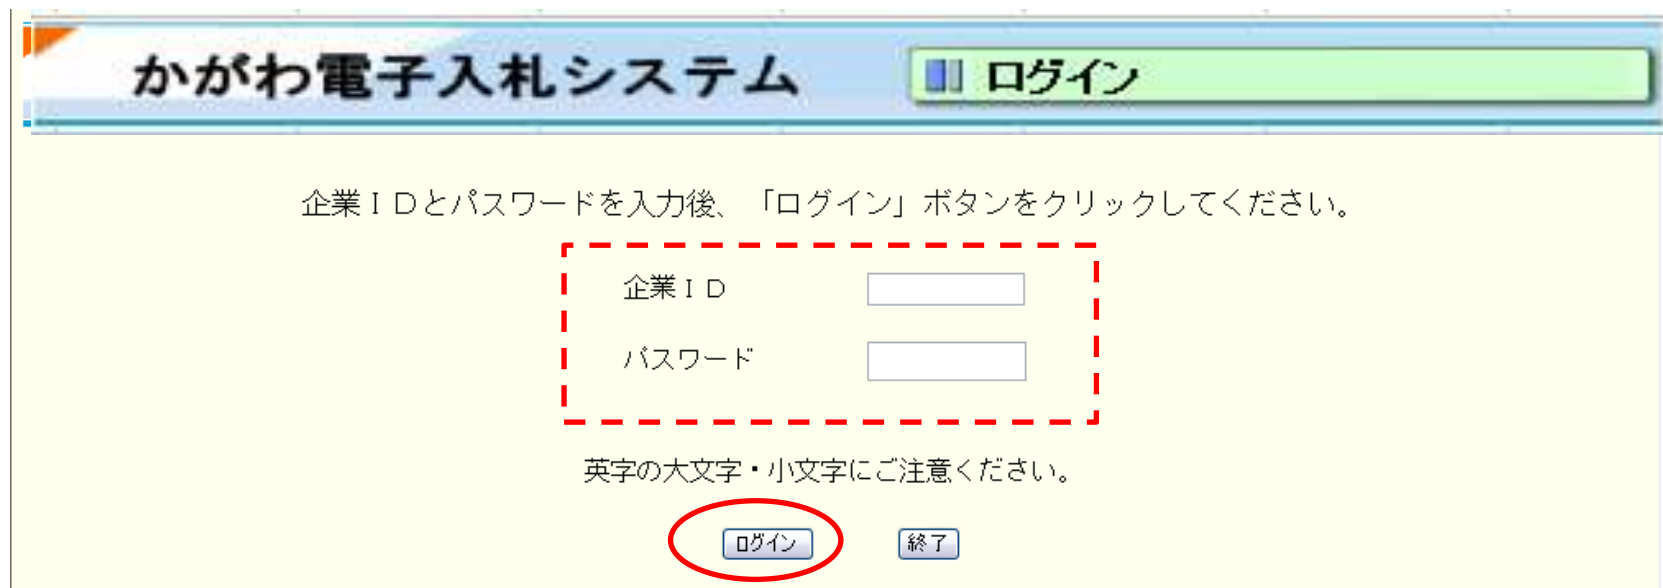 かがわ電子入札システム ログイン
企業ＩＤとパスワードを入力後、「ログイン」ボタンをクリックしてください。
企業ＩＤ
パスワード
英字の大文字・小文字にご注意ください。
ログイン 終了